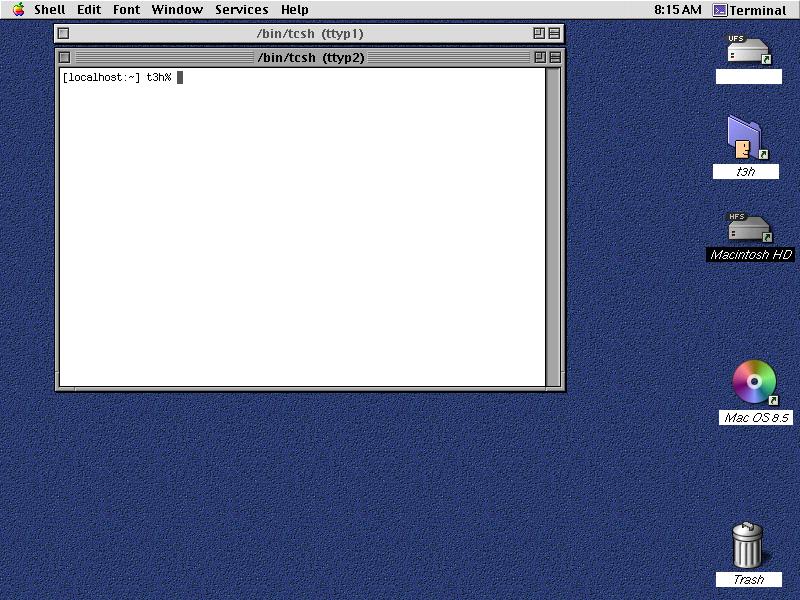 Shell Edit Font Window Services Help 8:15 AM Terminal
/bin/tcsh (ttyp1)
/bin/tcsh (ttyp2)
[localhost:~] t3h%
UFS
t3h
HFS
Macintosh HD
Mac OS 8.5
Trash